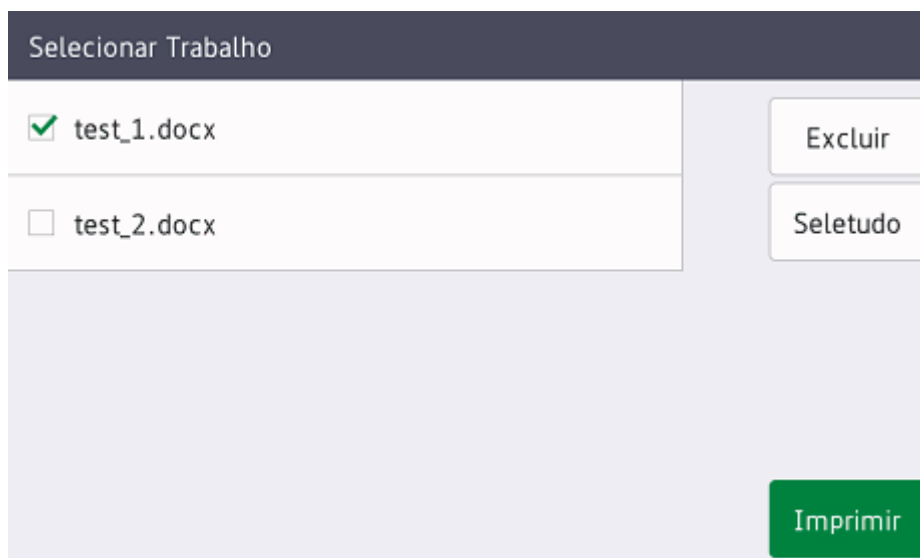 Selecionar Trabalho
test_1.docx
Excluir
test_2.docx
Seletudo
Imprimir